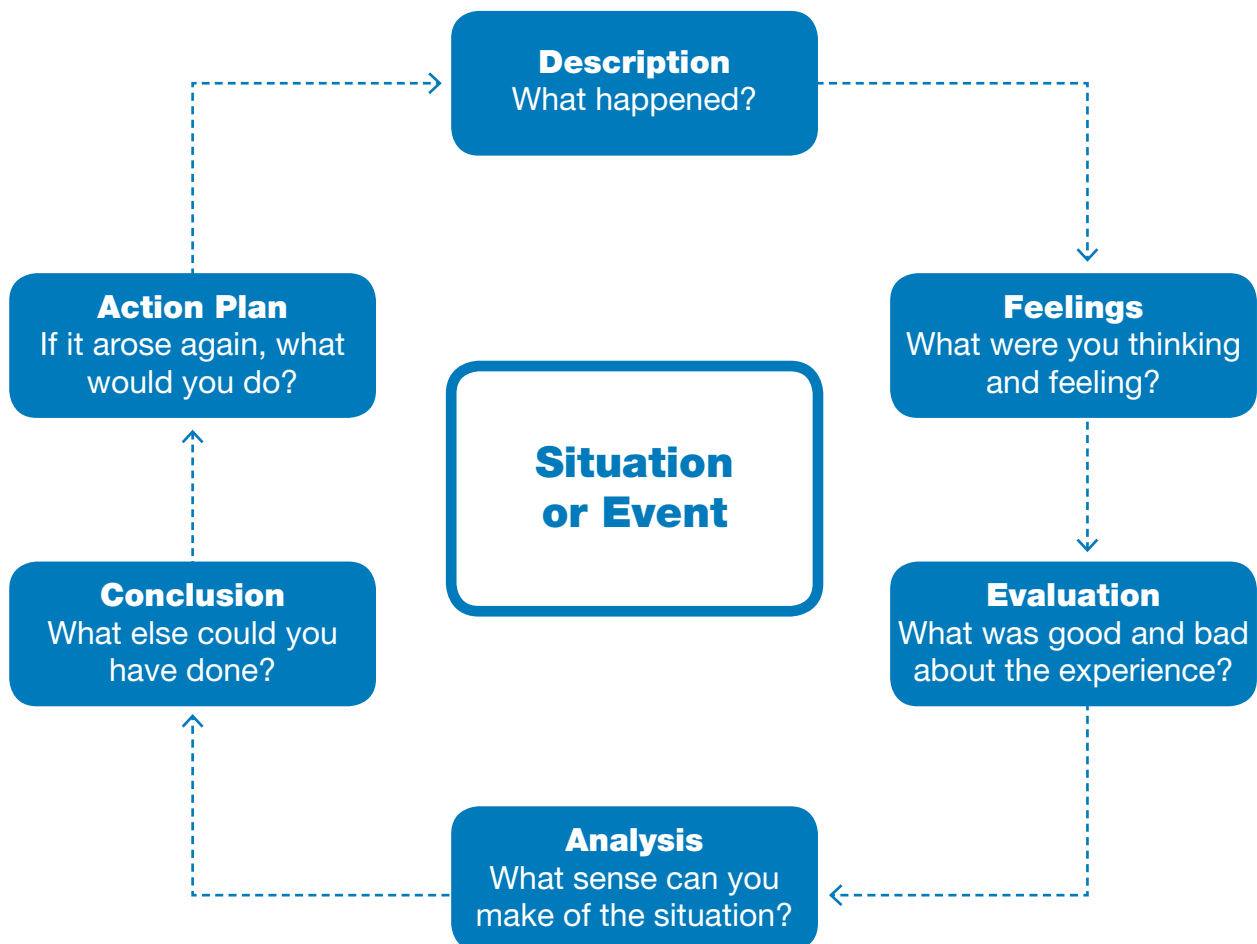 Description
What happened?
Feelings
What were you thinking
and feeling?
Evaluation
What was good and bad
about the experience?
Analysis
What sense can you
make of the situation?
Conclusion
What else could you
have done?
Action Plan
If it arose again, what
would you do?
Situation
or Event